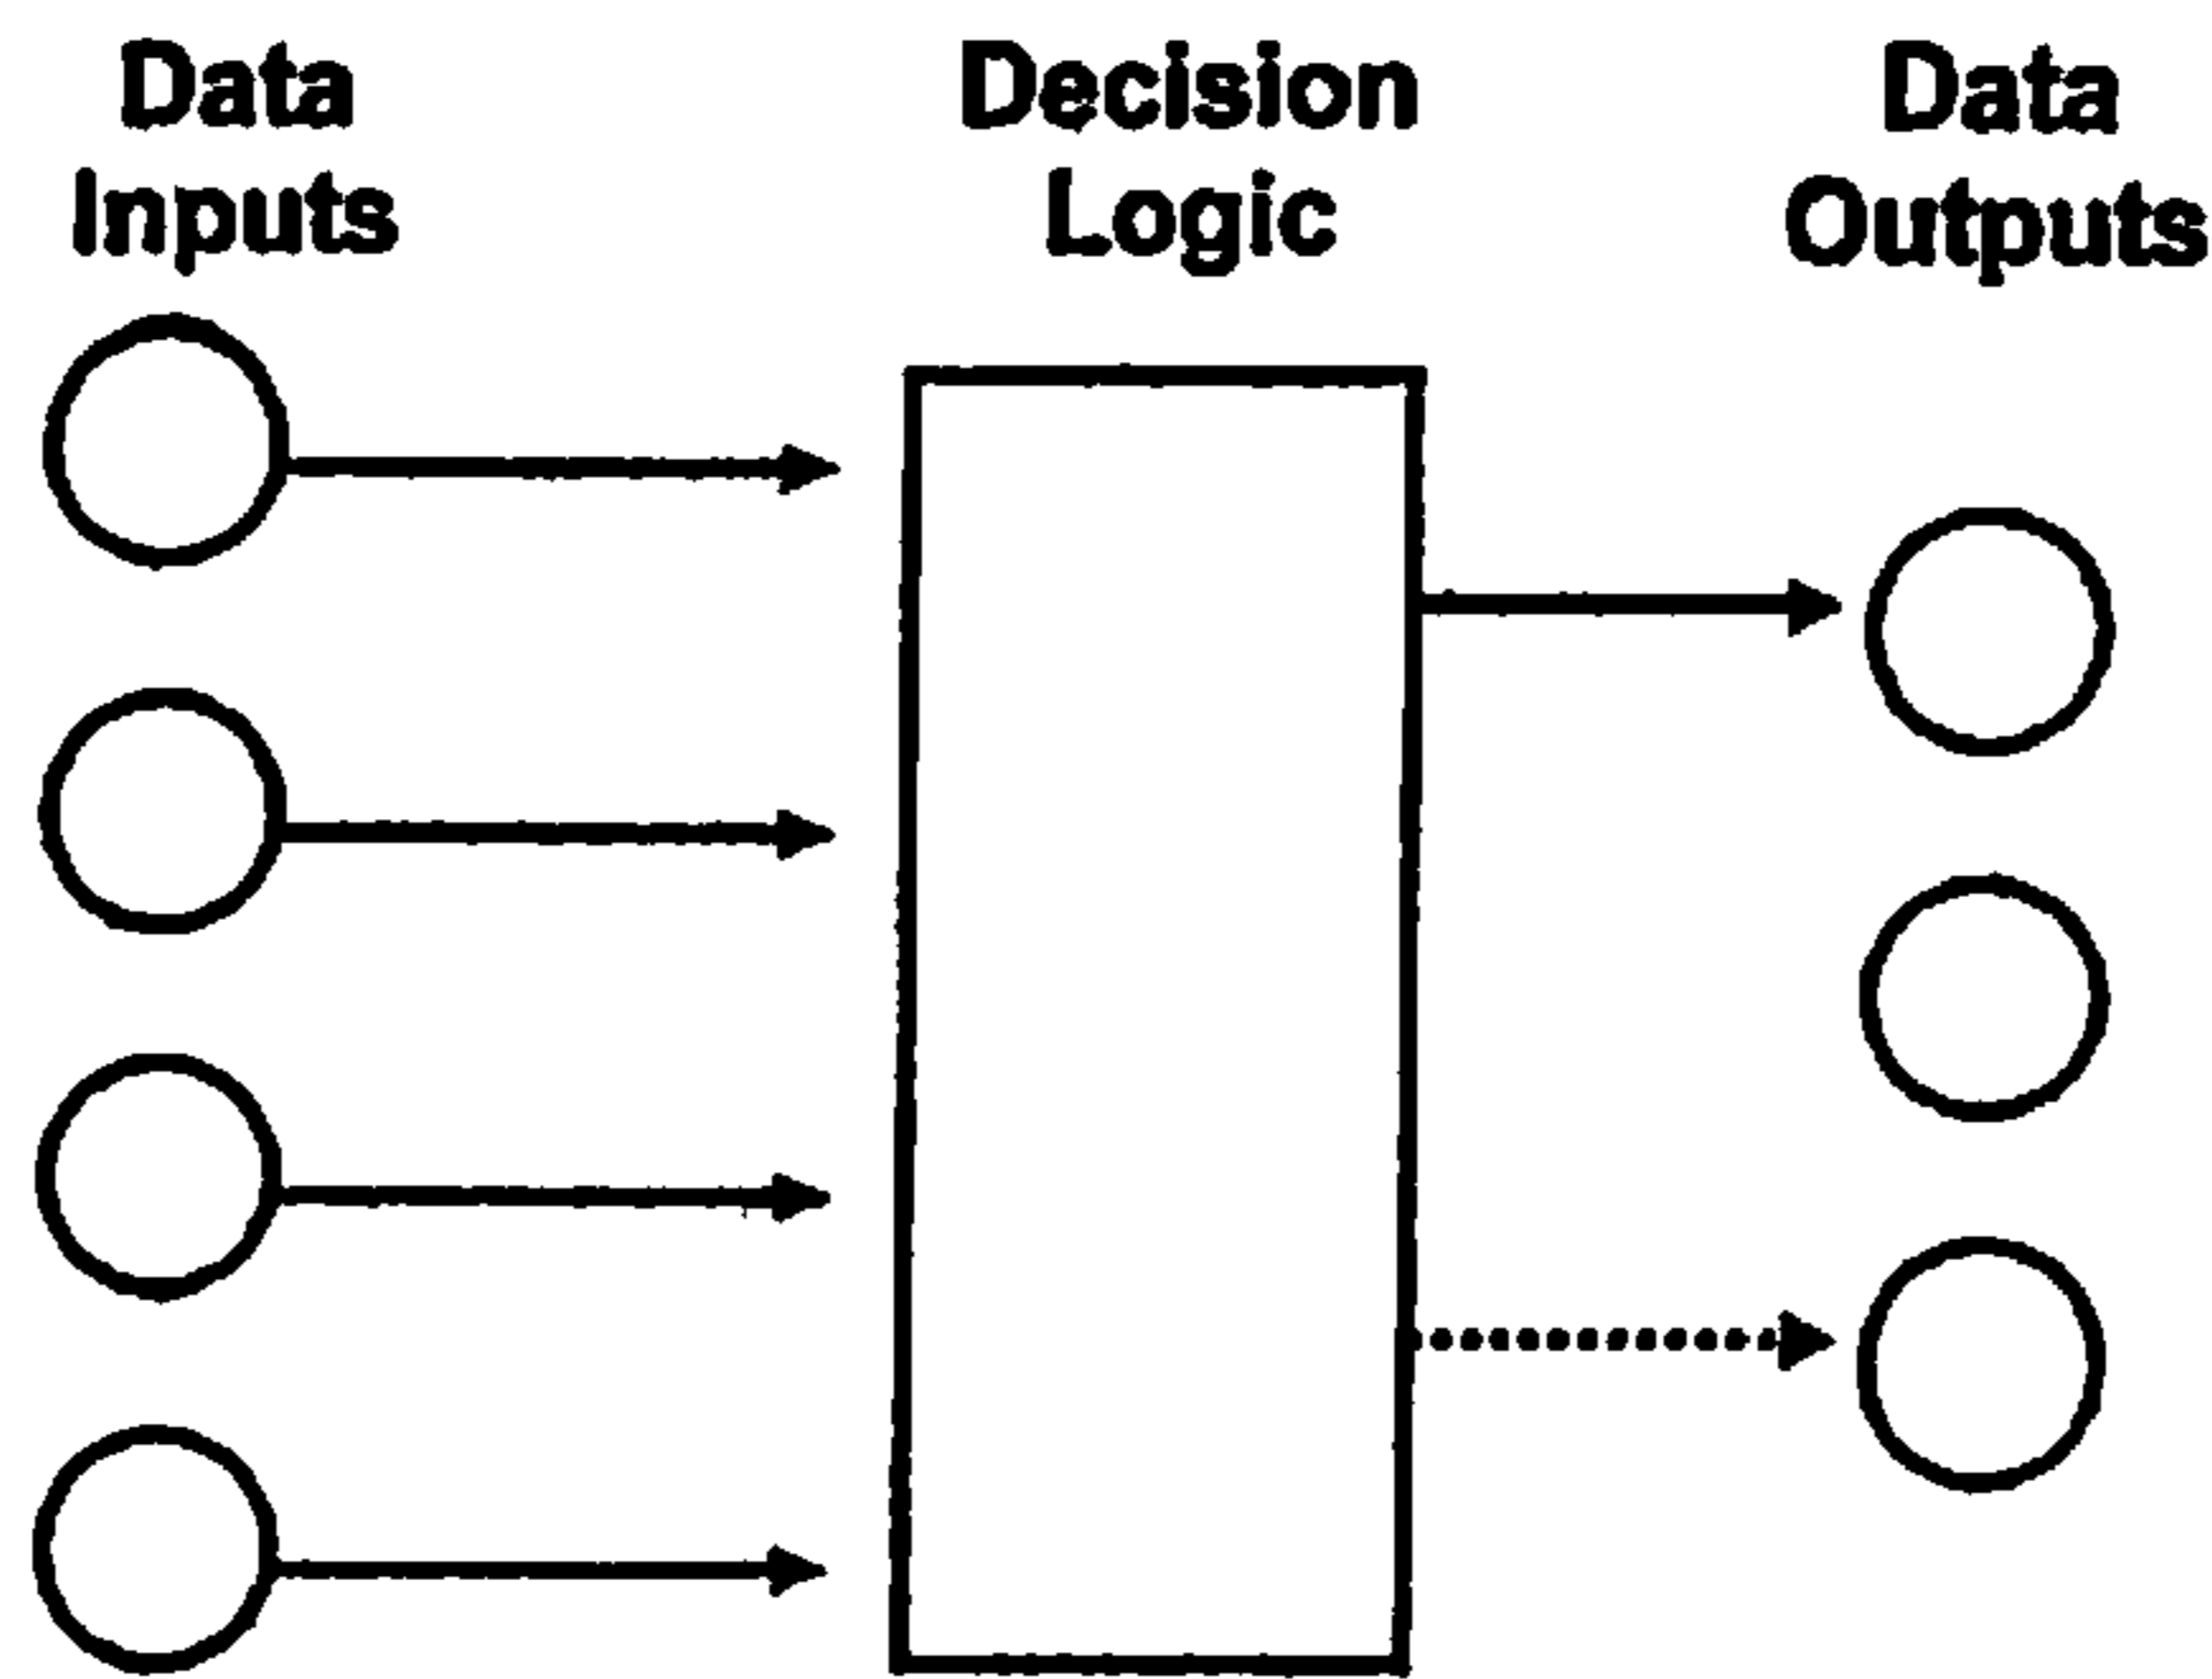 Data
Inputs
Decision
Logic
Data
Outputs